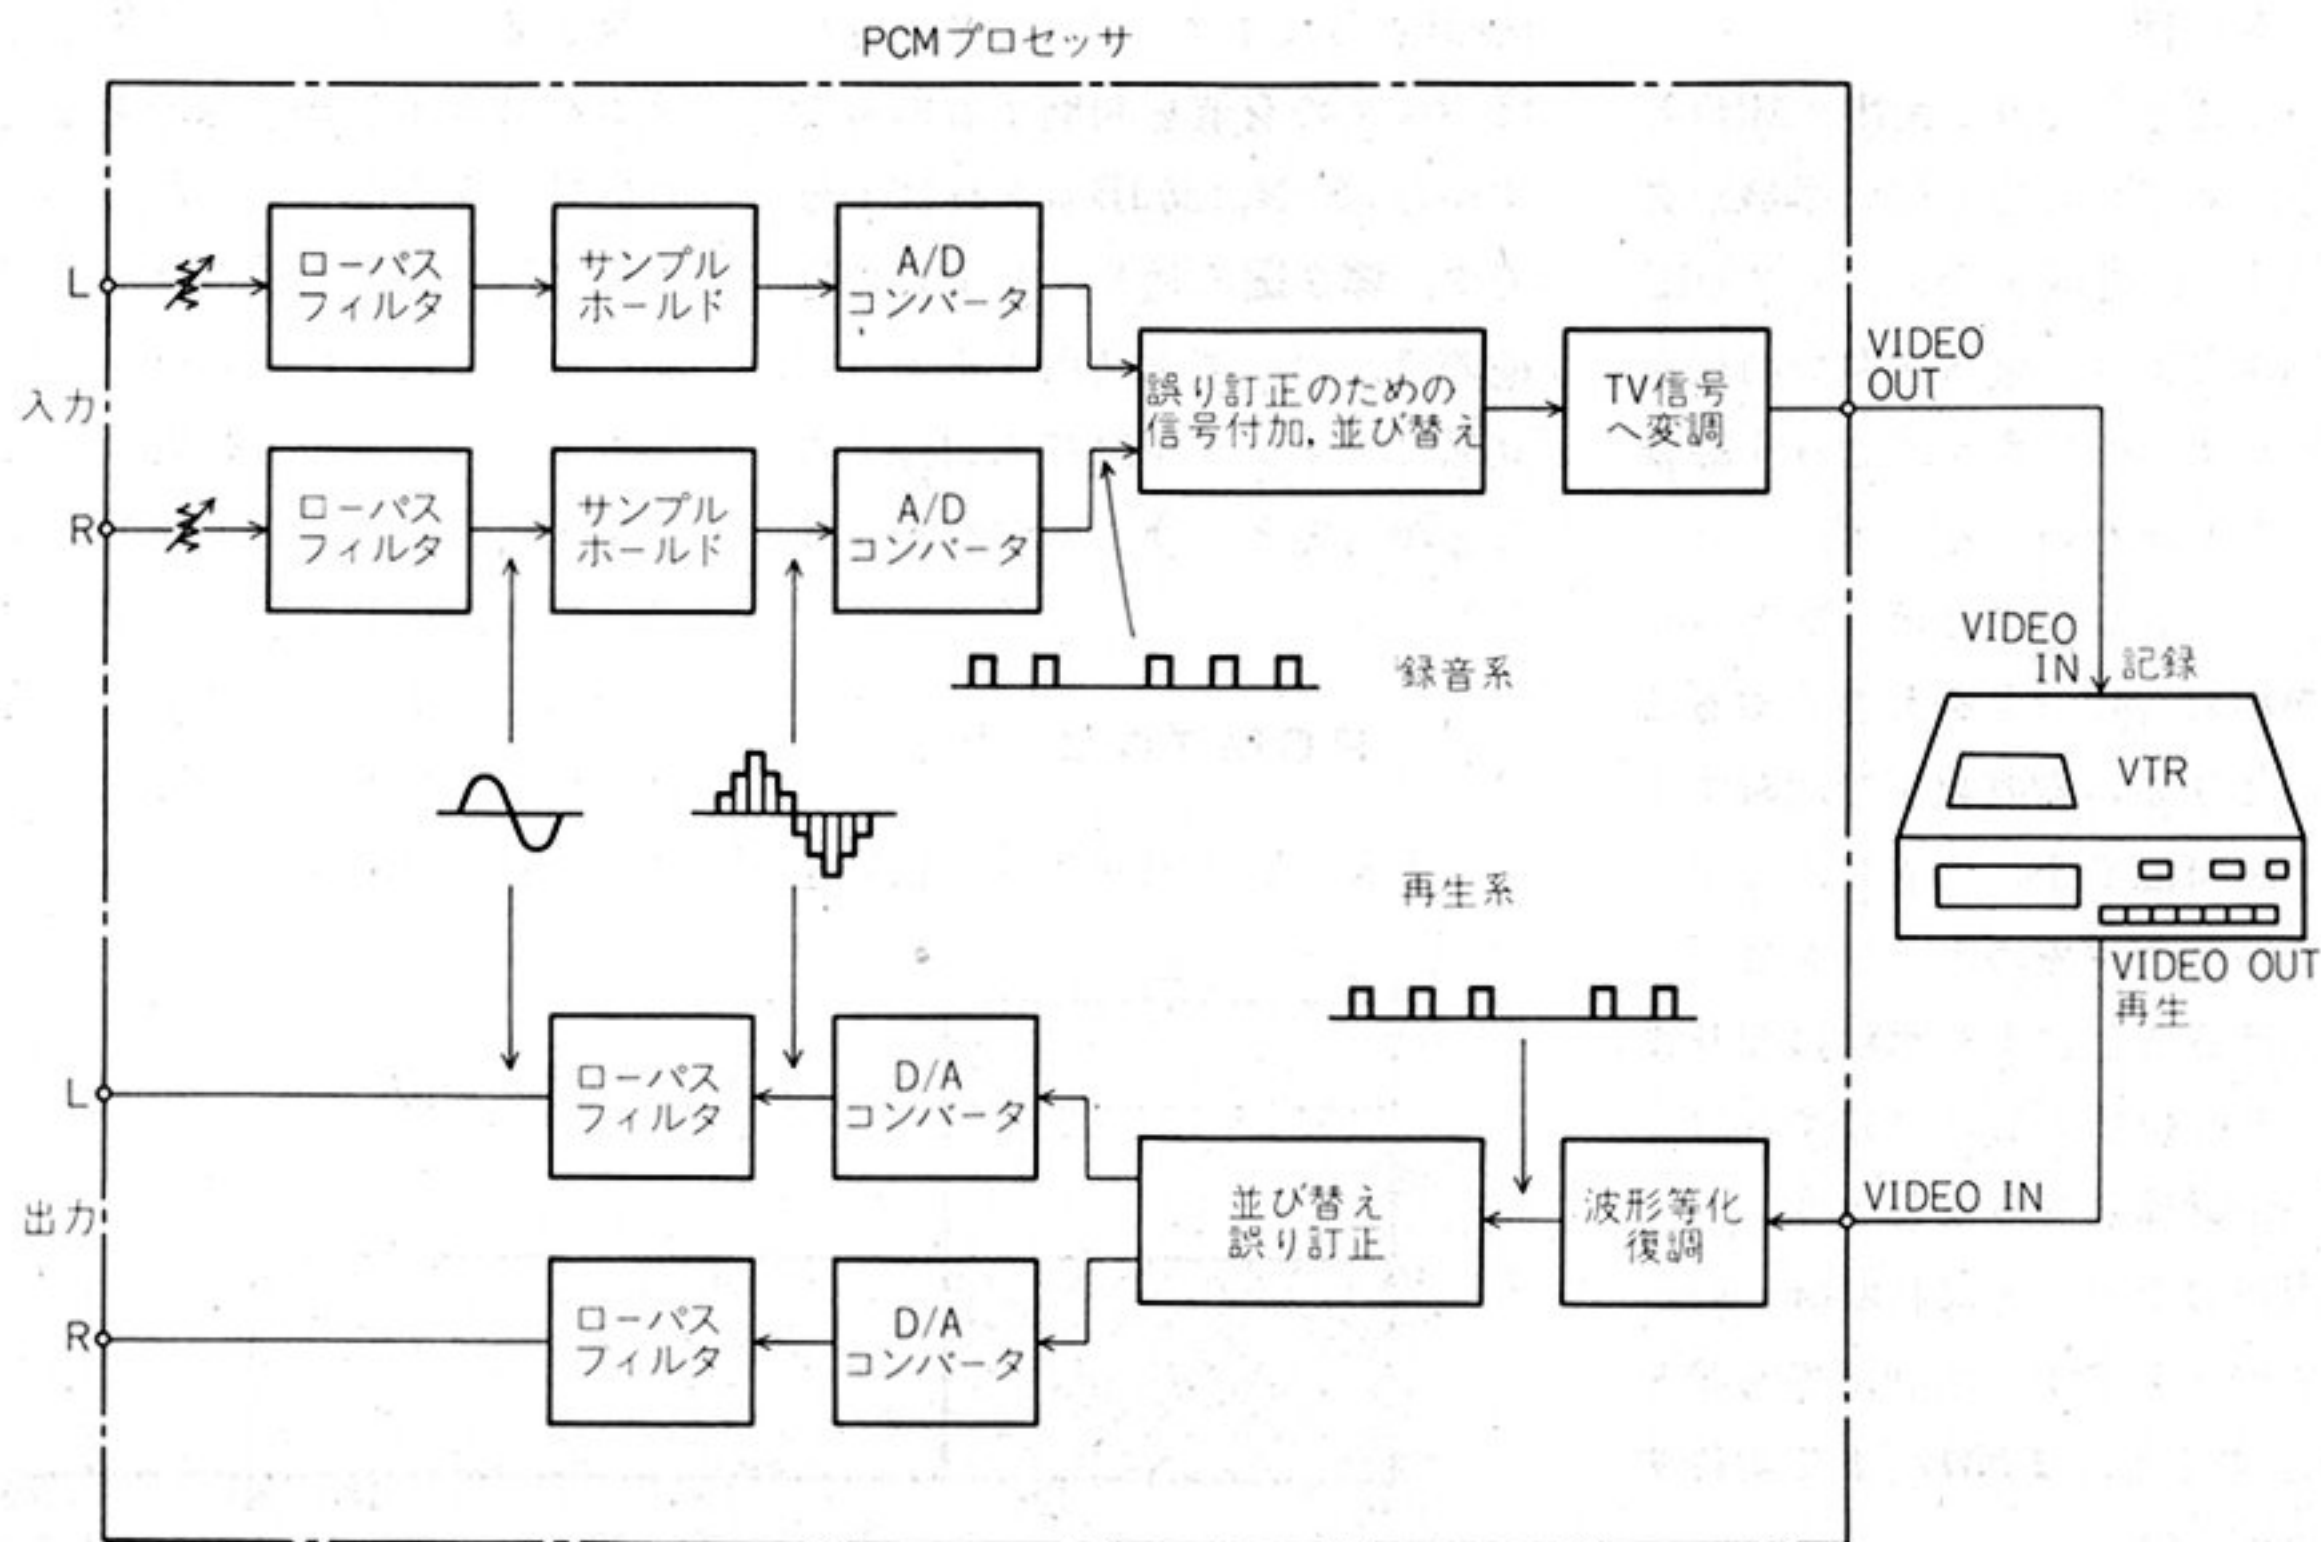 PCMプロセッサ
L
ローパス
フィルタ
サンプル
ホールド
A/D
コンバータ
入力
R
ローパス
フィルタ
サンプル
ホールド
A/D
コンバータ
誤り訂正のための
信号付加,並び替え
TV信号
へ変調
VIDEO
OUT
VIDEO
IN
記録
録音系
VTR
再生系
VIDEO OUT
再生
L
ローパス
フィルタ
D/A
コンバータ
出力
R
ローパス
フィルタ
D/A
コンバータ
並び替え
誤り訂正
波形等化
復調
VIDEO IN